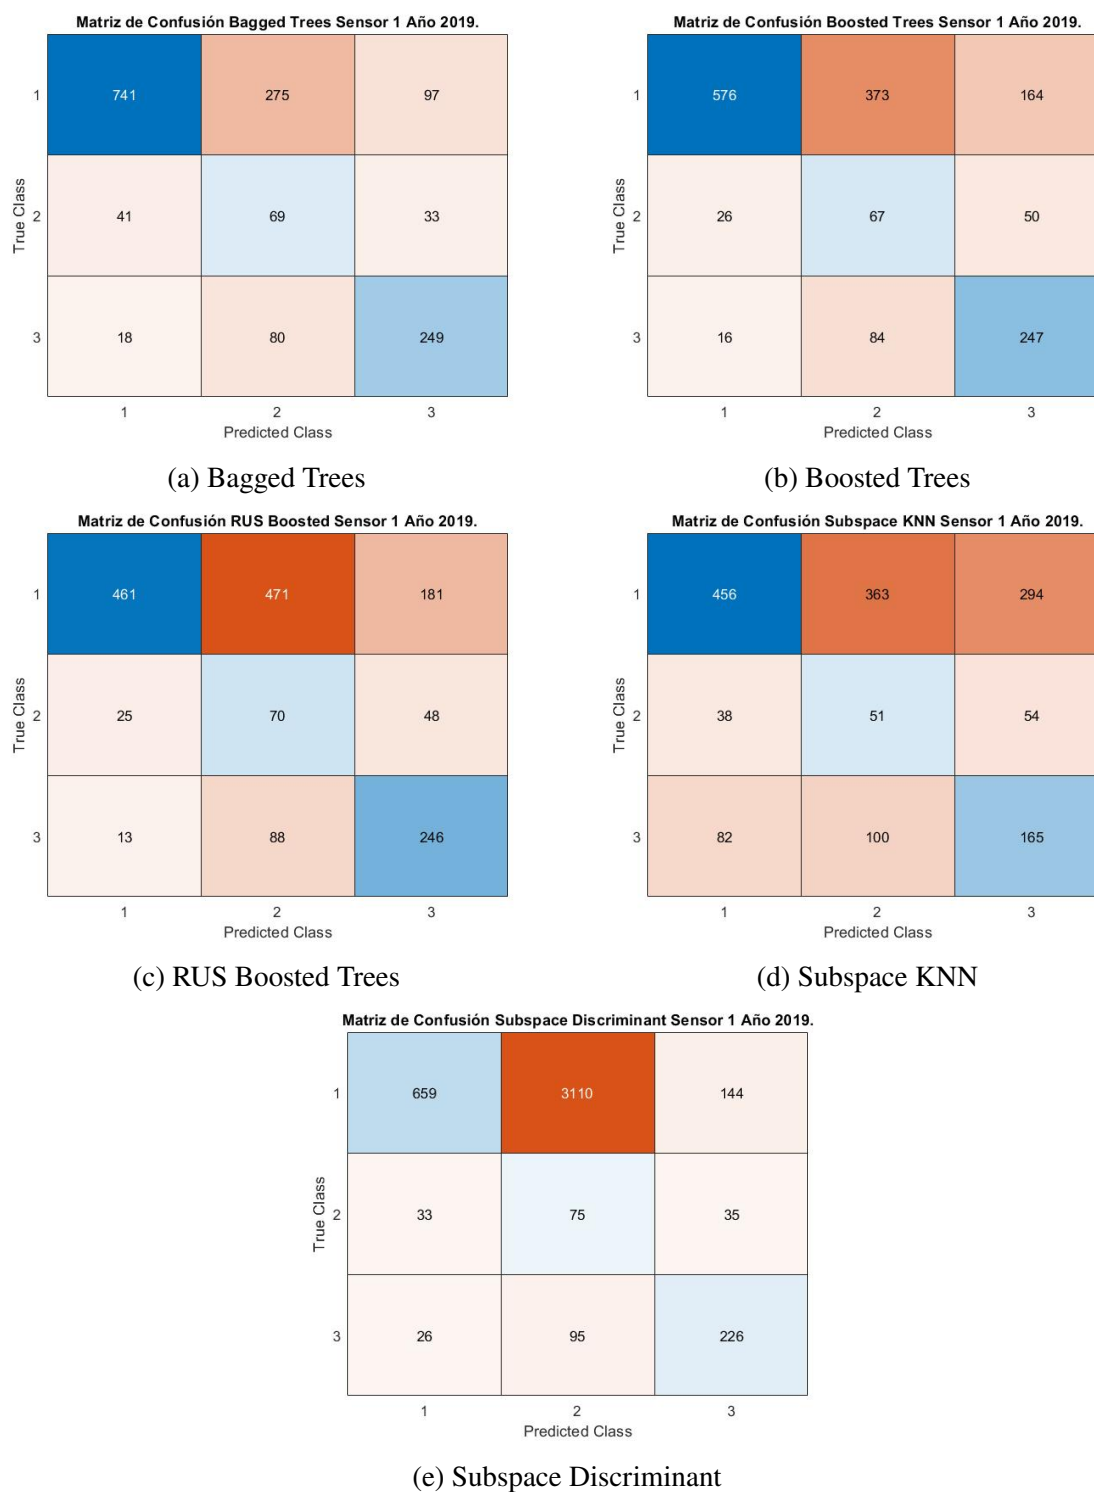 Matriz de Confusión Bagged Trees Sensor 1 Año 2019.
1 741 275 97
2 41 69 33
3 18 80 249
True Class
1 2 3
Predicted Class
(a) Bagged Trees
Matriz de Confusión Boosted Trees Sensor 1 Año 2019.
1 576 373 164
2 26 67 50
3 16 84 247
True Class
1 2 3
Predicted Class
(b) Boosted Trees
Matriz de Confusión RUS Boosted Sensor 1 Año 2019.
1 461 471 181
2 25 70 48
3 13 88 246
True Class
1 2 3
Predicted Class
(c) RUS Boosted Trees
Matriz de Confusión Subspace KNN Sensor 1 Año 2019.
1 456 363 294
2 38 51 54
3 82 100 165
True Class
1 2 3
Predicted Class
(d) Subspace KNN
Matriz de Confusión Subspace Discriminant Sensor 1 Año 2019.
1 659 3110 144
2 33 75 35
3 26 95 226
True Class
1 2 3
Predicted Class
(e) Subspace Discriminant